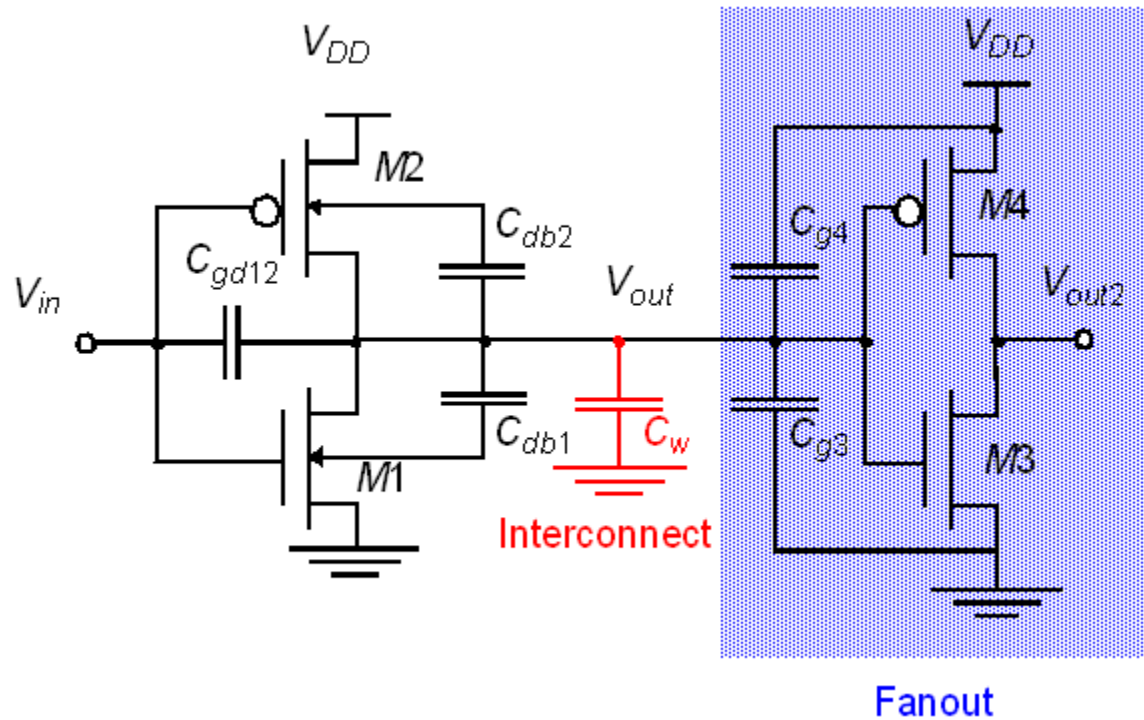 VDD
VDD
M2
M4
Cdb2
Cg4
Cgd12
Vin
Vout
Vout2
Cdb1
Cw
Cg3
M1
M3
Interconnect
Fanout